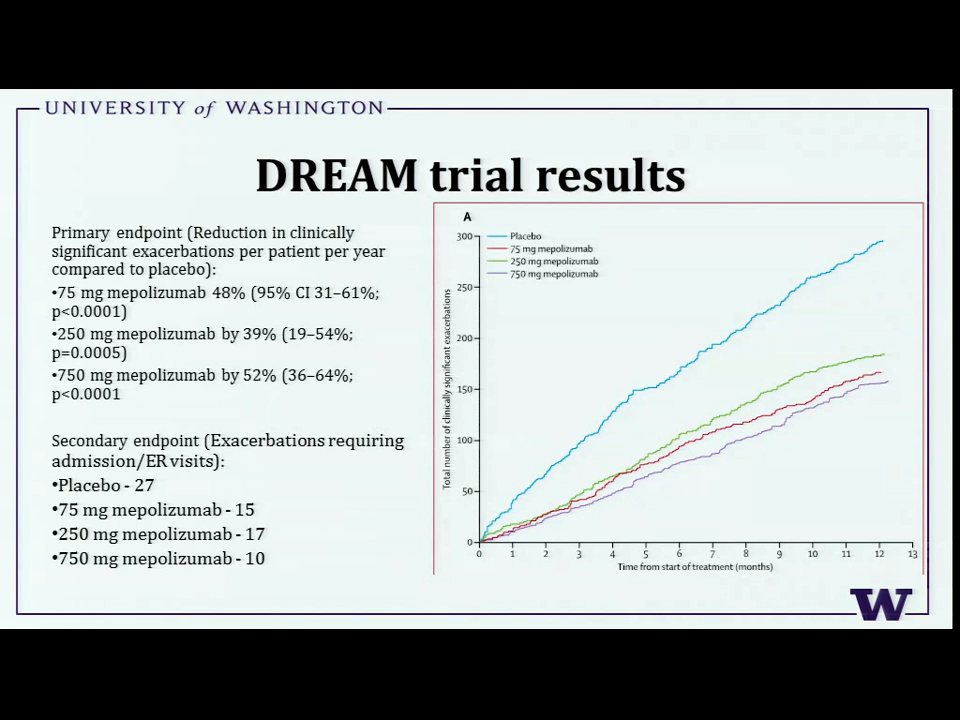 UNIVERSITY of WASHINGTON
DREAM trial results
Primary endpoint (Reduction in clinically
significant exacerbations per patient per year
compared to placebo):
•75 mg mepolizumab 48% (95% CI 31–61%;
p<0.0001)
•250 mg mepolizumab by 39% (19–54%;
p=0.0005)
•750 mg mepolizumab by 52% (36–64%;
p<0.0001
Secondary endpoint (Exacerbations requiring
admission/ER visits):
•Placebo - 27
•75 mg mepolizumab - 15
•250 mg mepolizumab - 17
•750 mg mepolizumab - 10
A
Placebo
75 mg mepolizumab
250 mg mepolizumab
750 mg mepolizumab
Total number of clinically significant exacerbations
300
250
200
150
100
50
0
0 1 2 3 4 5 6 7 8 9 10 11 12 13
Time from start of treatment (months)
W